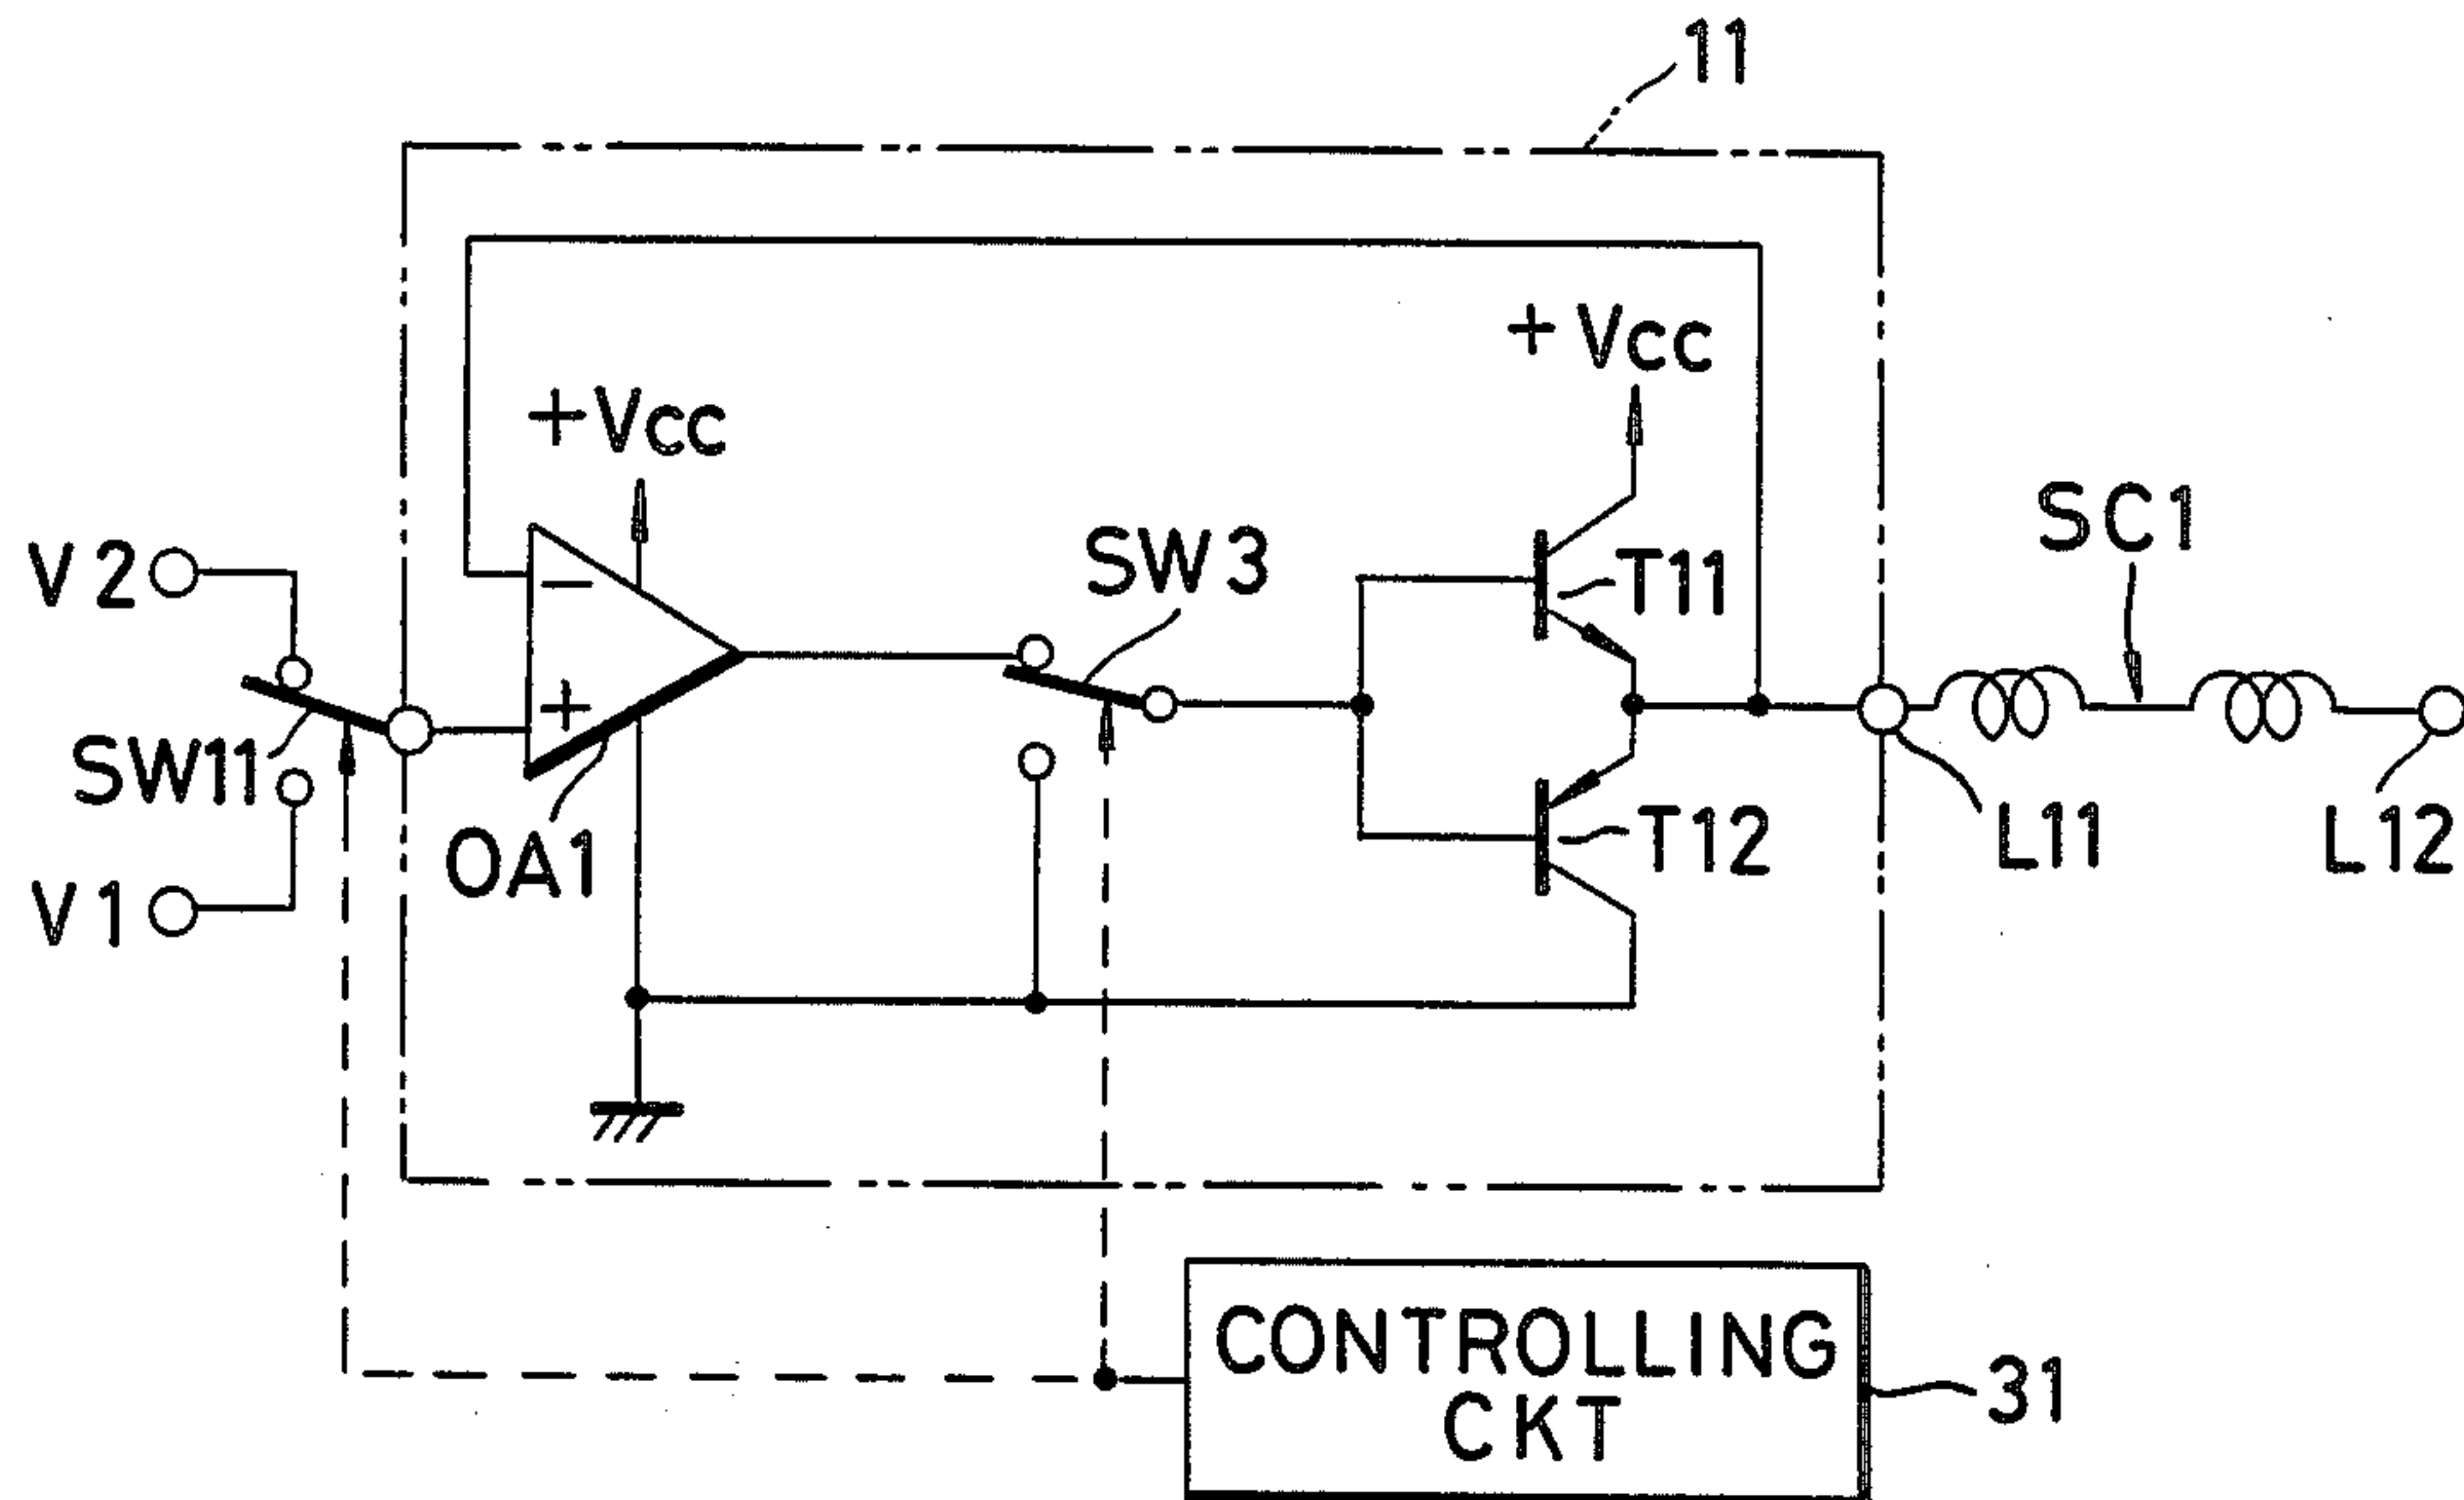 11
+Vcc
+Vcc
SC1
V2
SW3
T11
−
+
SW11
OA1
T12
L11
L12
V1
CONTROLLING
CKT
31